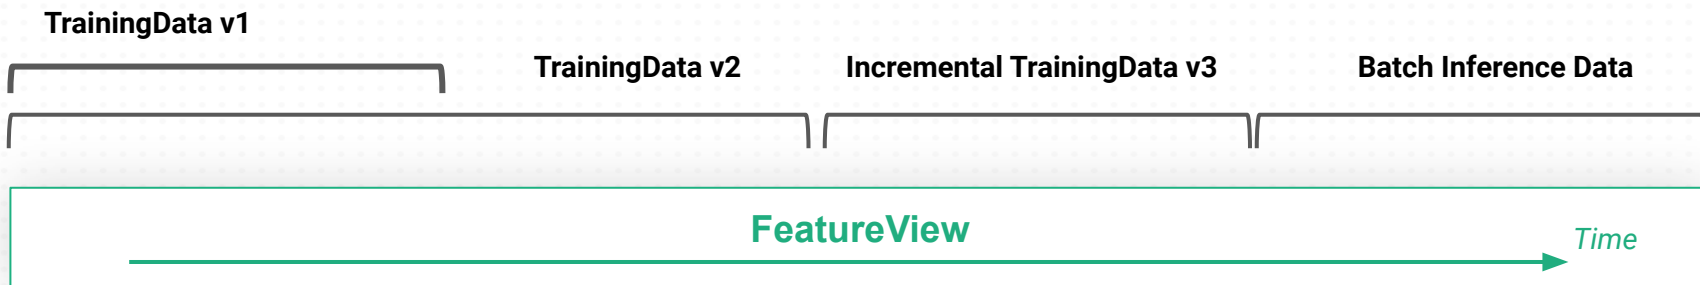 TrainingData v1
TrainingData v2
Incremental TrainingData v3
Batch Inference Data
FeatureView
Time